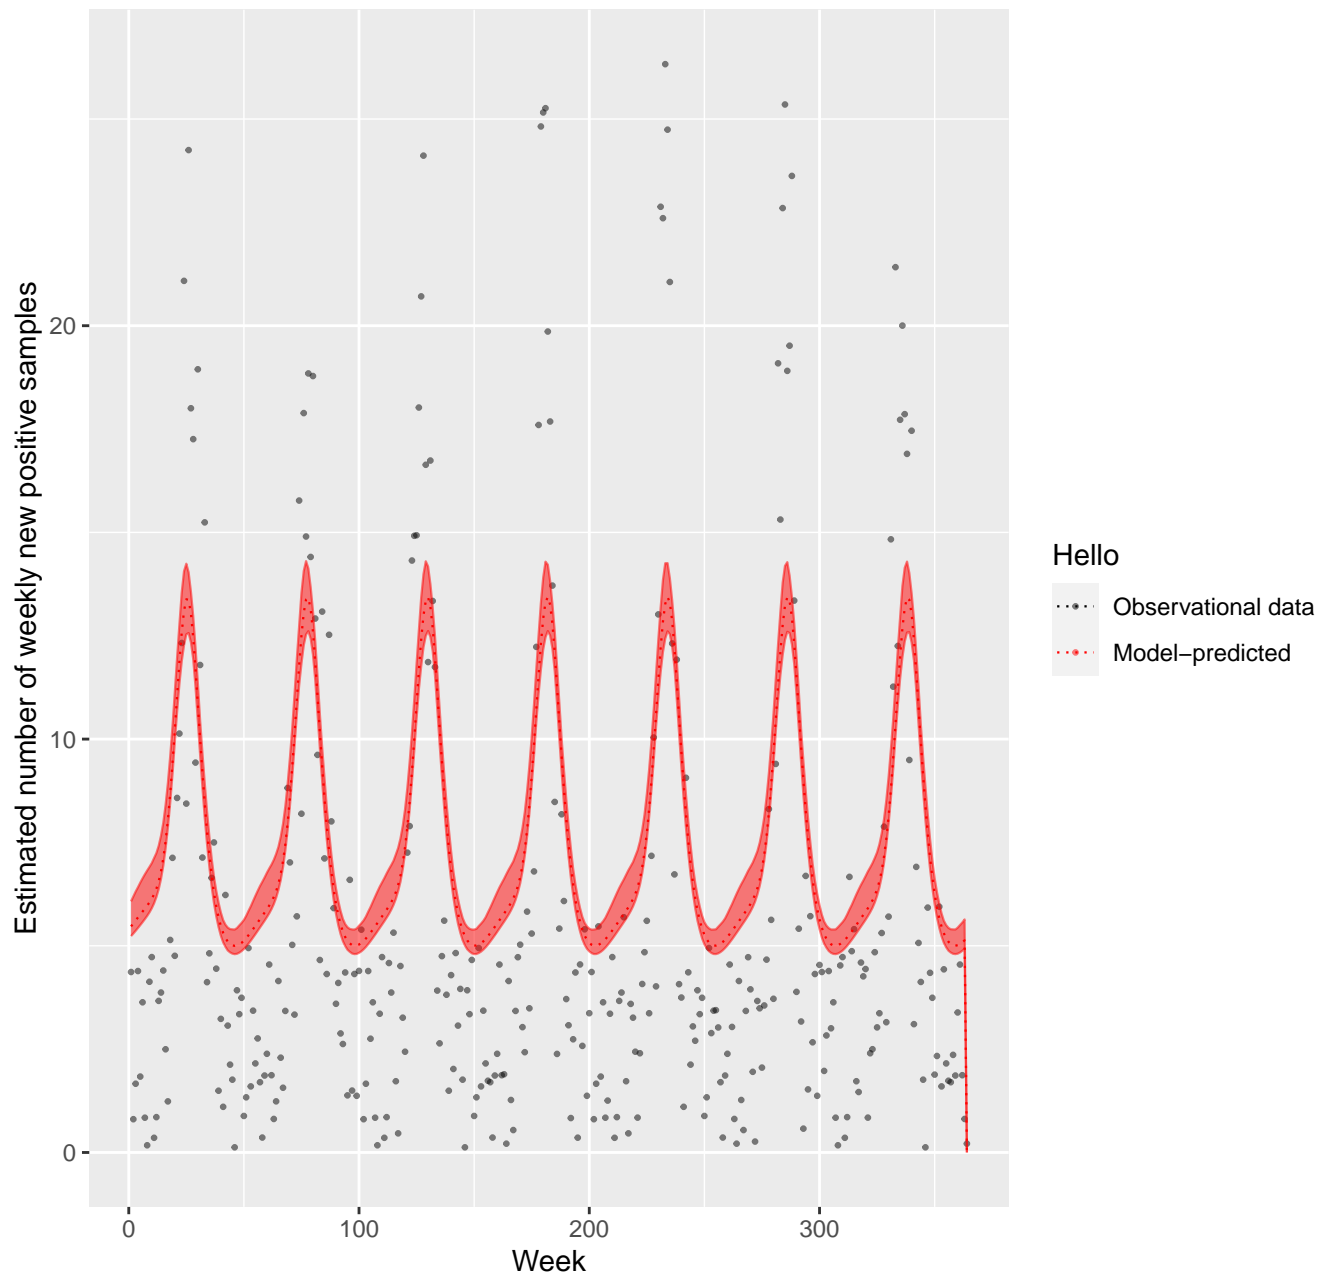 Estimated number of weekly new positive samples
20
10
0
0 100 200 300
Week
Hello
Observational data
Model−predicted